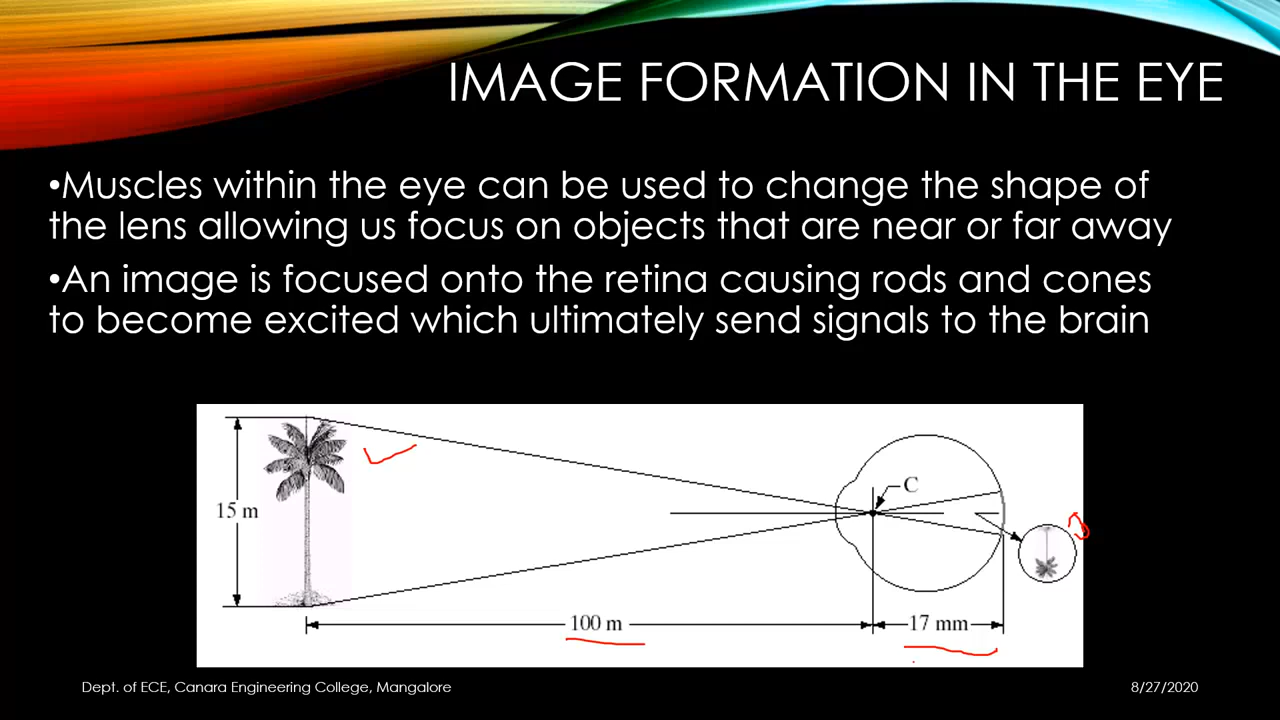 IMAGE FORMATION IN THE EYE
•Muscles within the eye can be used to change the shape of
the lens allowing us focus on objects that are near or far away
•An image is focused onto the retina causing rods and cones
to become excited which ultimately send signals to the brain
C
15 m
100 m
17 mm
Dept. of ECE, Canara Engineering College, Mangalore
8/27/2020